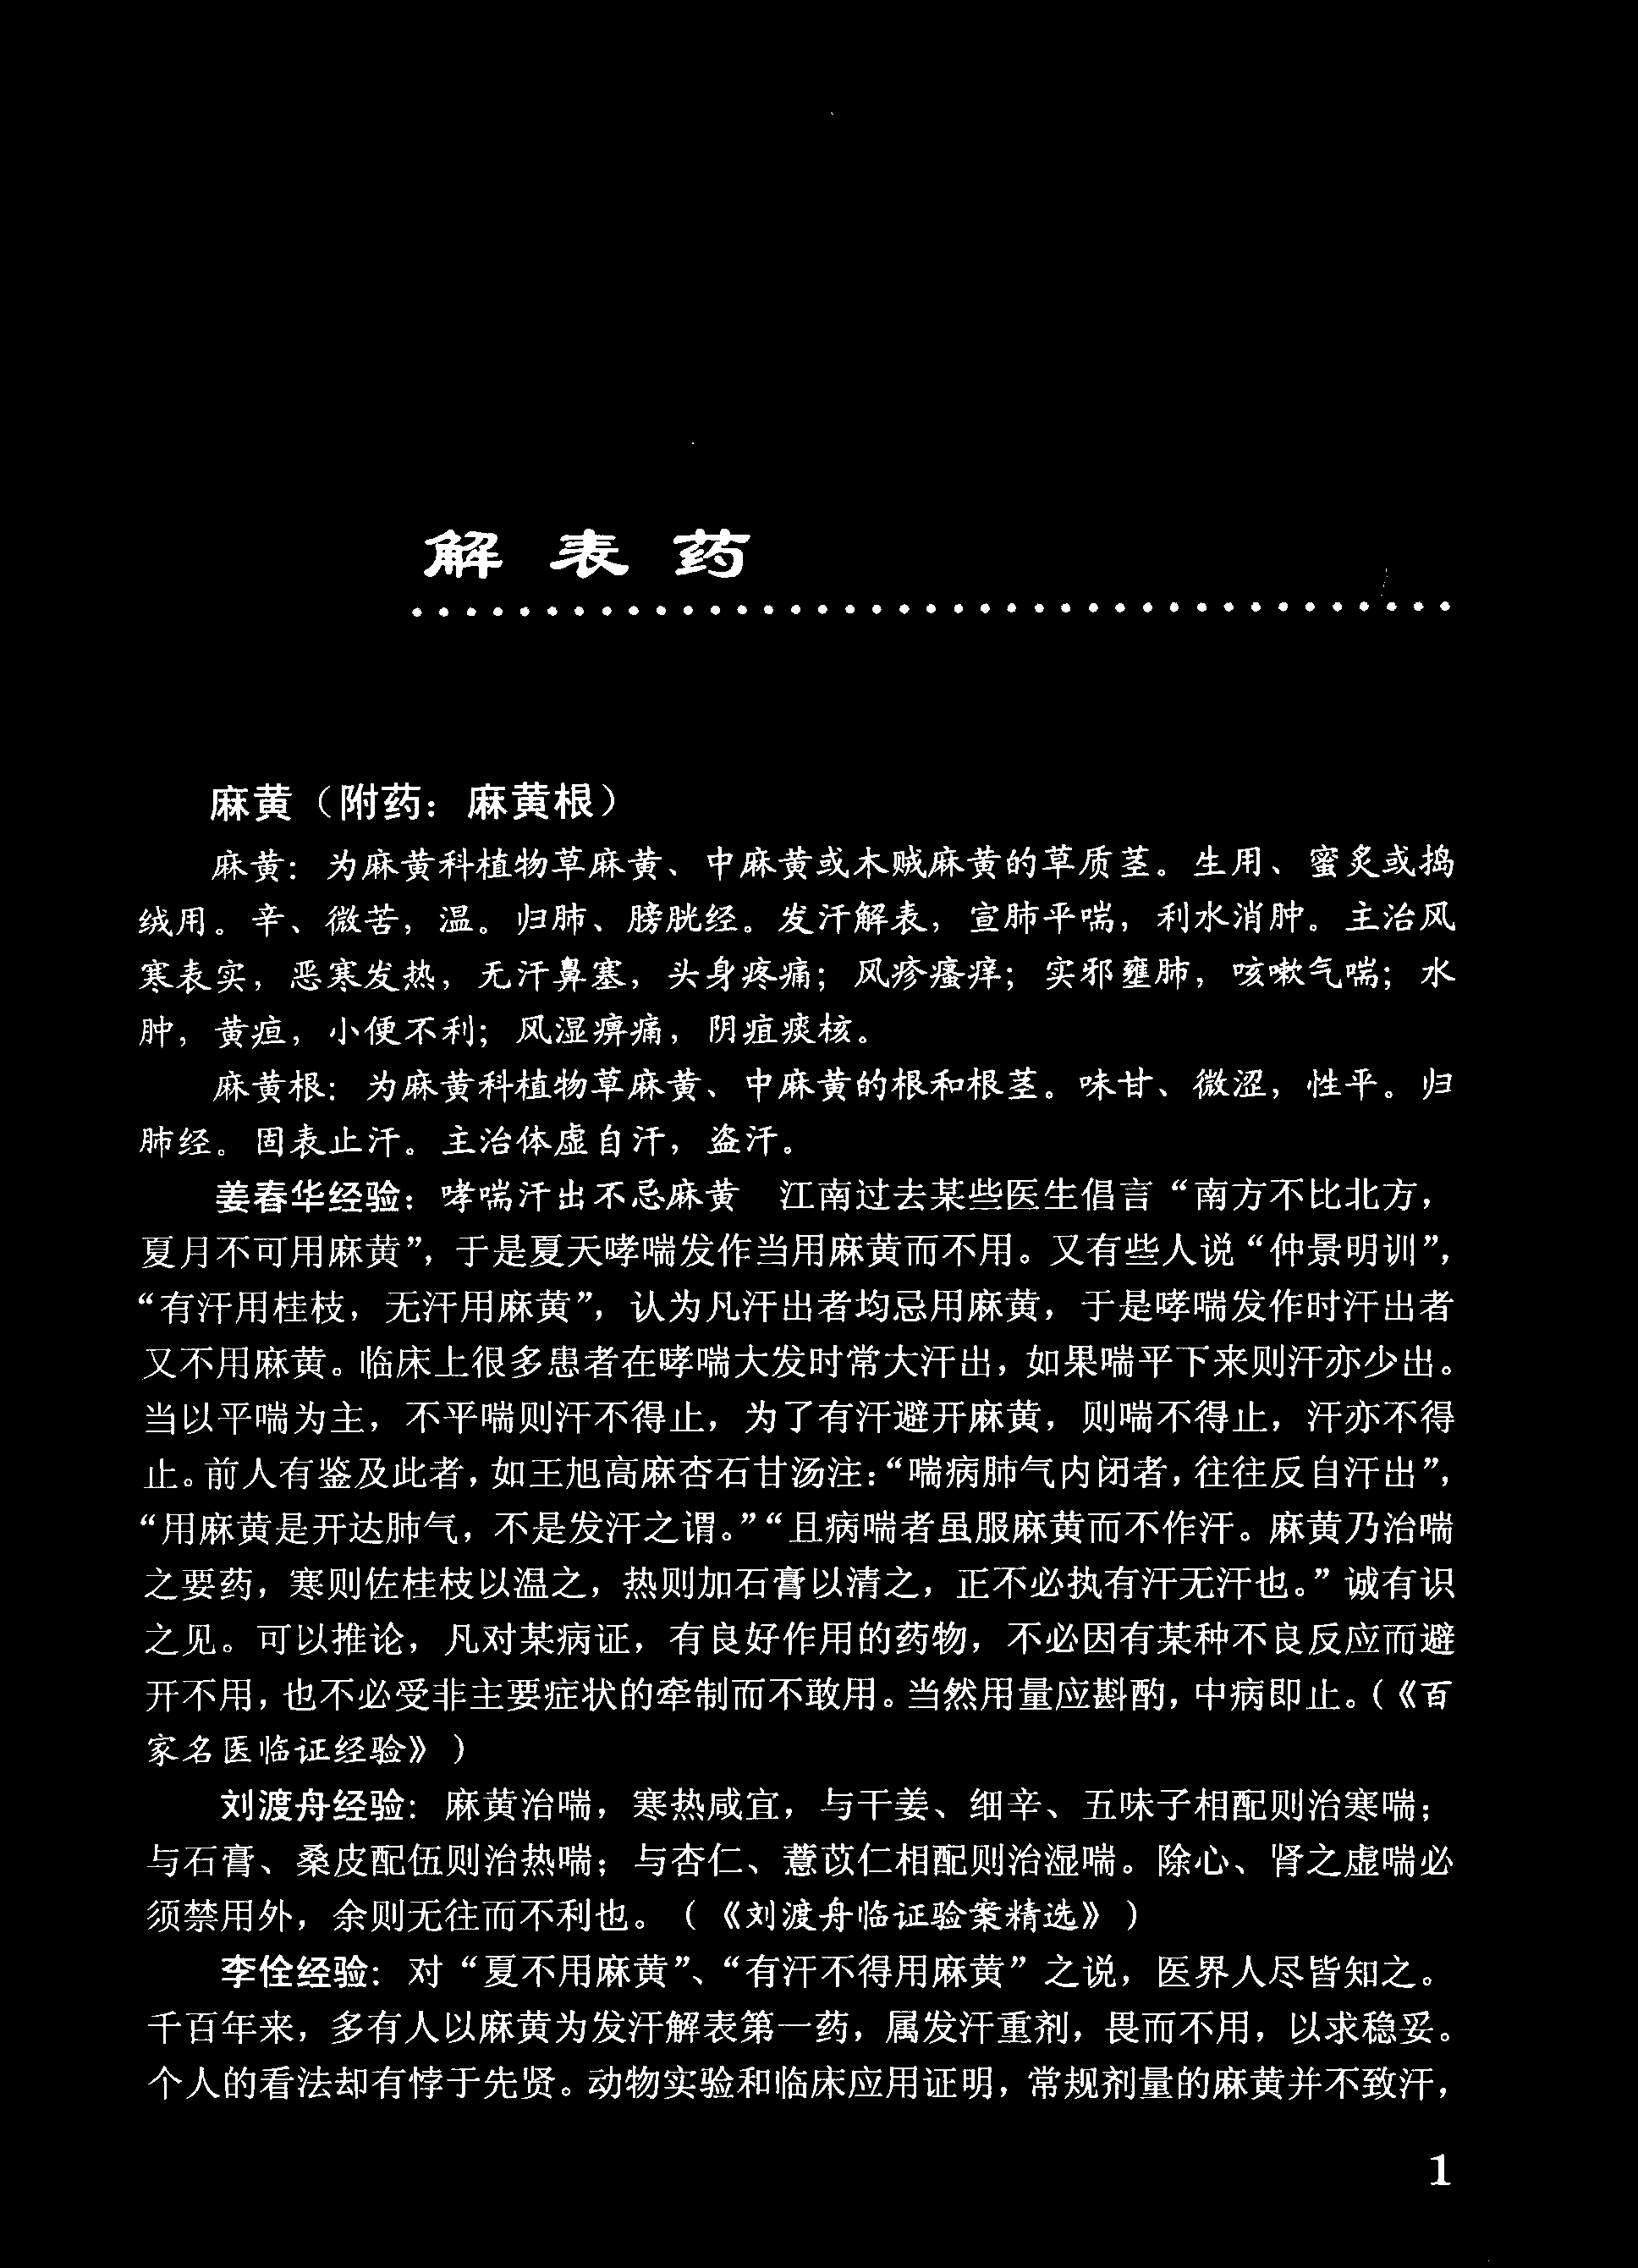 解 表 药
麻黄（附药：麻黄根）
麻黄：为麻黄科植物草麻黄、中麻黄或木贼麻黄的草质茎。生用、蜜炙或捣
绒用。辛、微苦，温。归肺、膀胱经。发汗解表，宣肺平喘，利水消肿。主治风
寒表实，恶寒发热，无汗鼻塞，头身疼痛；风疹瘙痒；实邪壅肺，咳嗽气喘；水
肿，黄疸，小便不利；风湿痹痛，阴疽痰核。
麻黄根：为麻黄科植物草麻黄、中麻黄的根和根茎。味甘、微涩，性平。归
肺经。固表止汗。主治体虚自汗，盗汗。
姜春华经验：哮喘汗出不忌麻黄　江南过去某些医生倡言“南方不比北方，
夏月不可用麻黄”，于是夏天哮喘发作当用麻黄而不用。又有些人说“仲景明训”，
“有汗用桂枝，无汗用麻黄”，认为凡汗出者均忌用麻黄，于是哮喘发作时汗出者
又不用麻黄。临床上很多患者在哮喘大发时常大汗出，如果喘平下来则汗亦少出。
当以平喘为主，不平喘则汗不得止，为了有汗避开麻黄，则喘不得止，汗亦不得
止。前人有鉴及此者，如王旭高麻杏石甘汤注：“喘病肺气内闭者，往往反自汗出”，
“用麻黄是开达肺气，不是发汗之谓。”“且病喘者虽服麻黄而不作汗。麻黄乃治喘
之要药，寒则佐桂枝以温之，热则加石膏以清之，正不必执有汗无汗也。”诚有识
之见。可以推论，凡对某病证，有良好作用的药物，不必因有某种不良反应而避
开不用，也不必受非主要症状的牵制而不敢用。当然用量应斟酌，中病即止。（《百
家名医临证经验》）
刘渡舟经验：麻黄治喘，寒热咸宜，与干姜、细辛、五味子相配则治寒喘；
与石膏、桑皮配伍则治热喘；与杏仁、薏苡仁相配则治湿喘。除心、肾之虚喘必
须禁用外，余则无往而不利也。（《刘渡舟临证验案精选》）
李佺经验：对“夏不用麻黄”、“有汗不得用麻黄”之说，医界人尽皆知之。
千百年来，多有人以麻黄为发汗解表第一药，属发汗重剂，畏而不用，以求稳妥。
个人的看法却有悖于先贤。动物实验和临床应用证明，常规剂量的麻黄并不致汗，
1